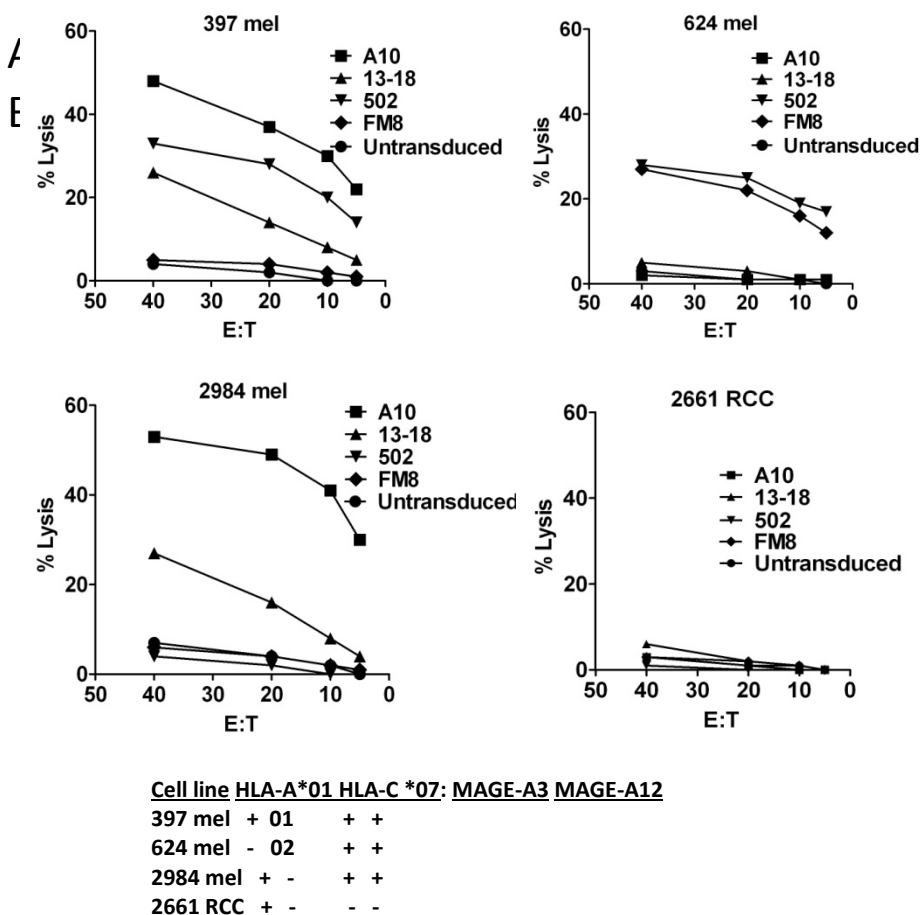 A
397 mel
60
40
20
0
% Lysis
A10
13-18
502
FM8
Untransduced
50 40 30 20 10 0
E:T
624 mel
60
40
20
0
% Lysis
A10
13-18
502
FM8
Untransduced
50 40 30 20 10 0
E:T
2984 mel
60
40
20
0
% Lysis
A10
13-18
502
FM8
Untransduced
50 40 30 20 10 0
E:T
2661 RCC
60
40
20
0
% Lysis
A10
13-18
502
FM8
Untransduced
50 40 30 20 10 0
E:T
Cell line HLA-A*01 HLA-C *07: MAGE-A3 MAGE-A12
397 mel + 01 + +
624 mel - 02 + +
2984 mel + - + +
2661 RCC + - - -